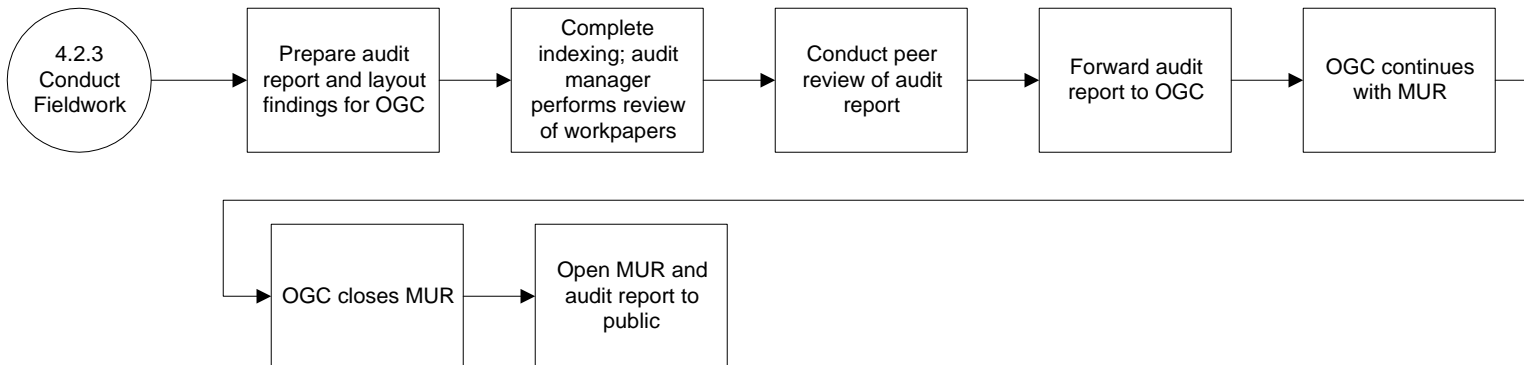 4.2.3
Conduct
Fieldwork
Prepare audit
report and layout
findings for OGC
Complete
indexing; audit
manager
performs review
of workpapers
Conduct peer
review of audit
report
Forward audit
report to OGC
OGC continues
with MUR
OGC closes MUR
Open MUR and
audit report to
public